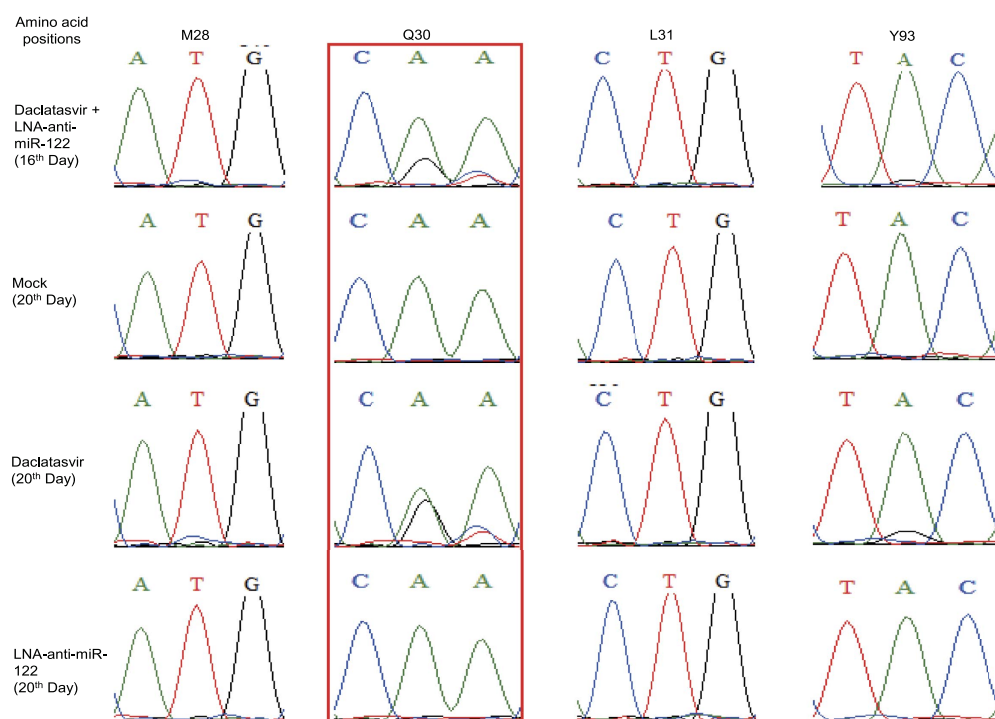 Amino acid
positions
M28 Q30 L31 Y93
A T G C A A C T G T A C
Daclatasvir +
LNA-anti-
miR-122
(16th Day)
A T G C A A C T G T A C
Mock
(20th Day)
A T G C A A C T G T A C
Daclatasvir
(20th Day)
A T G C A A C T G T A C
LNA-anti-miR-
122
(20th Day)